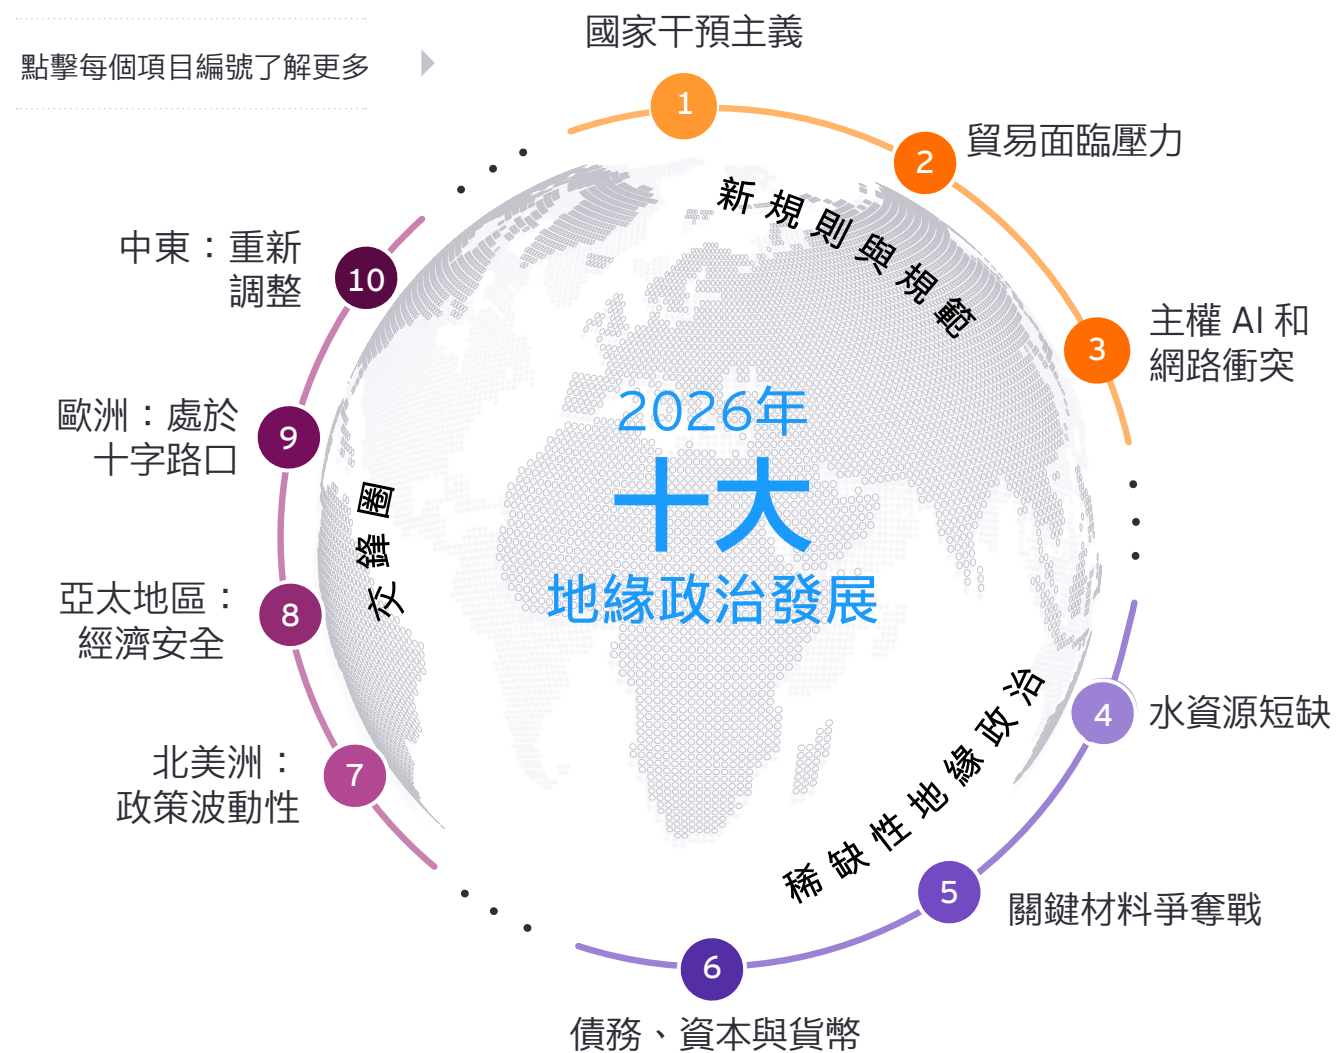 點擊每個項目編號了解更多
國家干預主義
1
2
貿易面臨壓力
3
主權 AI 和
網路衝突
新規則與規範
2026年
十大
地緣政治發展
4
水資源短缺
5
關鍵材料爭奪戰
6
債務、資本與貨幣
稀缺性地緣政治
7
北美洲：
政策波動性
8
亞太地區：
經濟安全
9
歐洲：處於
十字路口
10
中東：重新
調整
交鋒圈